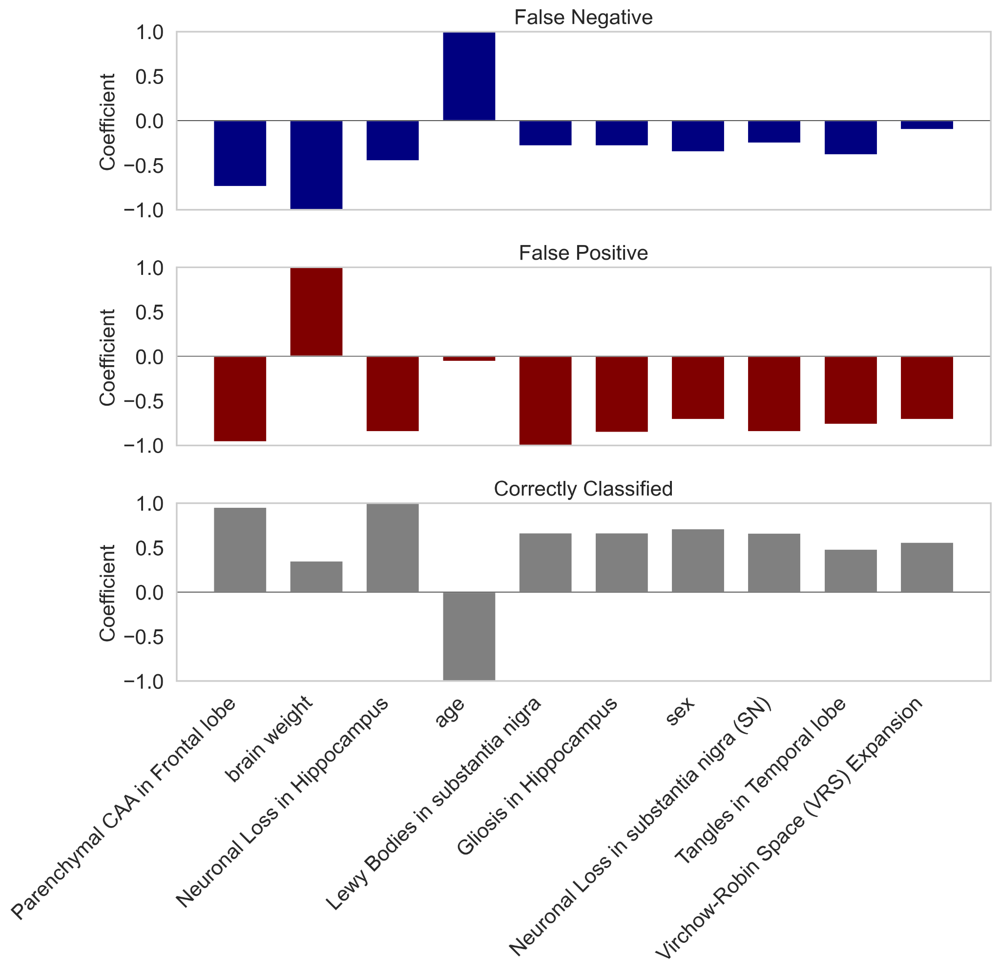 False Negative
1.0
0.5
0.0
−0.5
−1.0
Coefficient
False Positive
1.0
0.5
0.0
−0.5
−1.0
Coefficient
Correctly Classified
1.0
0.5
0.0
−0.5
−1.0
Coefficient
Parenchymal CAA in Frontal lobe
brain weight
Neuronal Loss in Hippocampus
age
Lewy Bodies in substantia nigra
Gliosis in Hippocampus
sex
Neuronal Loss in substantia nigra (SN)
Tangles in Temporal lobe
Virchow-Robin Space (VRS) Expansion